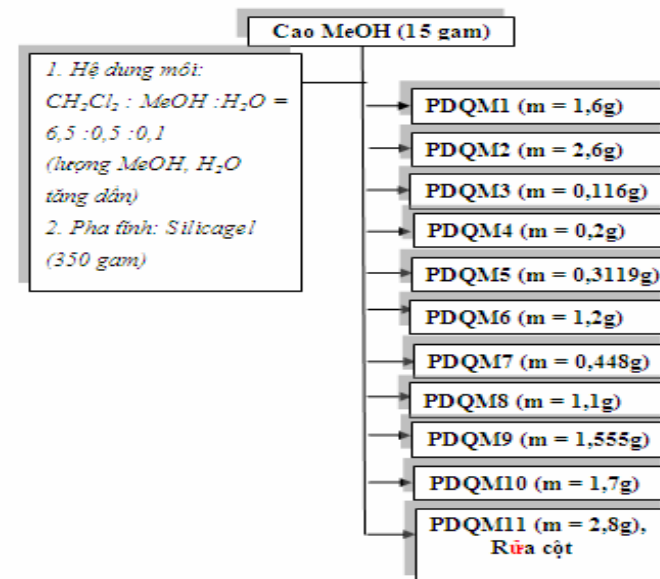 Cao MeOH (15 gam)
1. Hệ dung môi:
CH₂Cl₂ : MeOH :H₂O =
6,5 :0,5 :0,1
(lượng MeOH, H₂O
tăng dần)
2. Pha tĩnh: Silicagel
(350 gam)
PDQM1 (m = 1,6g)
PDQM2 (m = 2,6g)
PDQM3 (m = 0,116g)
PDQM4 (m = 0,2g)
PDQM5 (m = 0,3119g)
PDQM6 (m = 1,2g)
PDQM7 (m = 0,448g)
PDQM8 (m = 1,1g)
PDQM9 (m = 1,555g)
PDQM10 (m = 1,7g)
PDQM11 (m = 2,8g),
Rữa cột